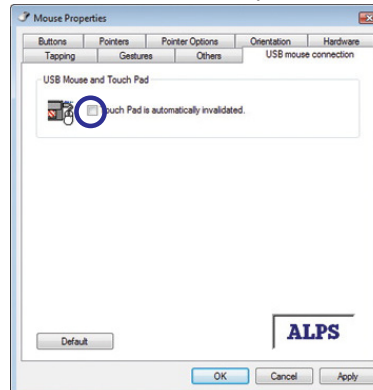 Mouse Properties
Buttons Pointers Pointer Options Orientation Hardware
Tapping Gestures Others USB mouse connection
USB Mouse and Touch Pad
Touch Pad is automatically invalidated.
ALPS
Default
OK Cancel Apply